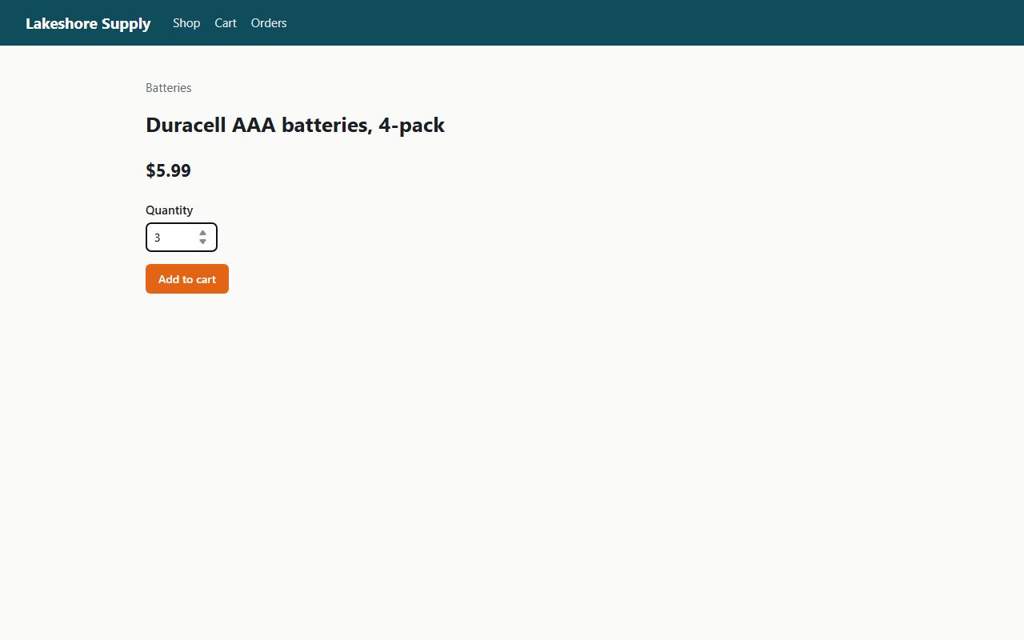 Lakeshore Supply Shop Cart Orders
Batteries
Duracell AAA batteries, 4-pack
$5.99
Quantity
3
Add to cart